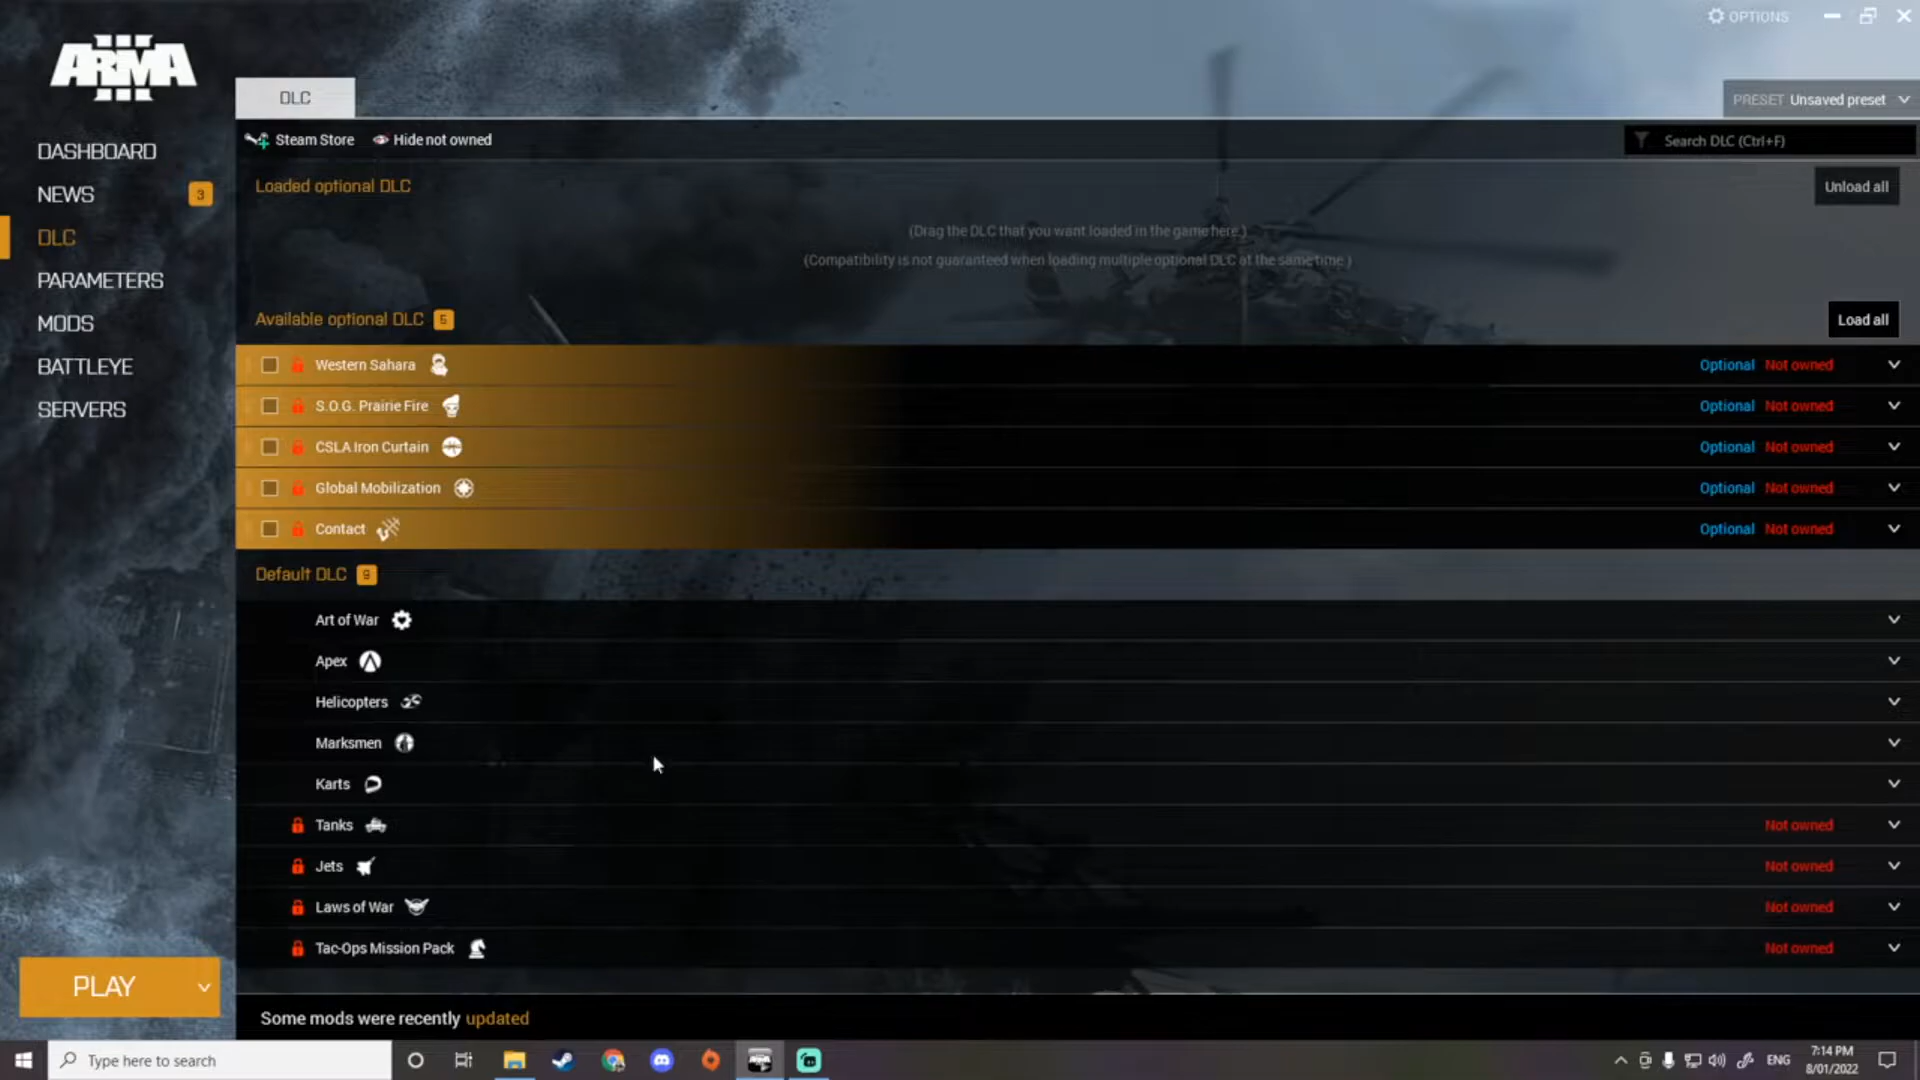 OPTIONS
ARMA
III
DLC
PRESET Unsaved preset
DASHBOARD
NEWS 3
DLC
PARAMETERS
MODS
BATTLEYE
SERVERS
Steam Store Hide not owned
Search DLC (Ctrl+F)
Loaded optional DLC
Unload all
(Drag the DLC that you want loaded in the game here.)
(Compatibility is not guaranteed when loading multiple optional DLC at the same time.)
Available optional DLC 5
Load all
Western Sahara Optional Not owned
S.O.G. Prairie Fire Optional Not owned
CSLA Iron Curtain Optional Not owned
Global Mobilization Optional Not owned
Contact Optional Not owned
Default DLC 9
Art of War
Apex
Helicopters
Marksmen
Karts
Tanks Not owned
Jets Not owned
Laws of War Not owned
Tac-Ops Mission Pack Not owned
PLAY
Some mods were recently updated
Type here to search
ENG
7:14 PM
8/01/2022